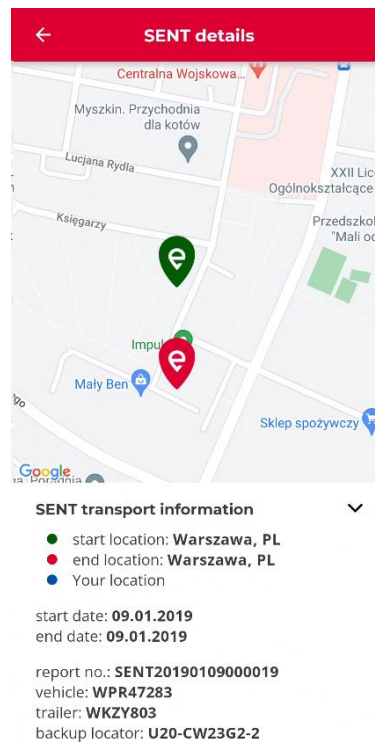 SENT details
Centralna Wojskowa...
Myszkin. Przychodnia
dla kotów
Lucjana Rydla
XXII Lic
Ogólnokształcące
Księgarzy
Przedszkol
"Mali oc
e
Impul
e
Mały Ben
Sklep spożywczy
Google
SENT transport information
start location: Warszawa, PL
end location: Warszawa, PL
Your location
start date: 09.01.2019
end date: 09.01.2019
report no.: SENT20190109000019
vehicle: WPR47283
trailer: WKZY803
backup locator: U20-CW23G2-2